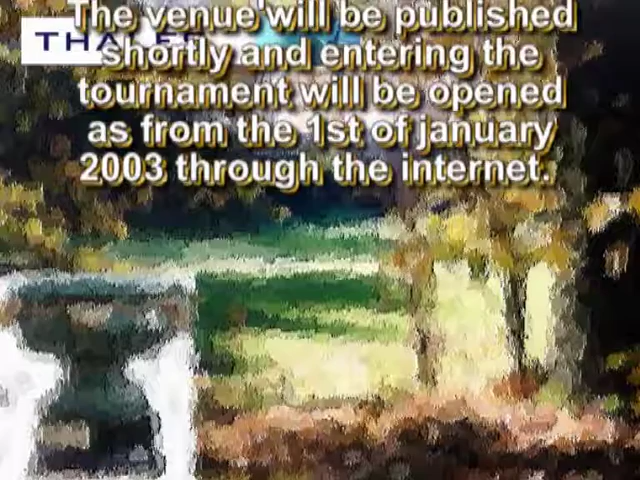 The venue will be published
shortly and entering the
tournament will be opened
as from the 1st of january
2003 through the internet.
THALES